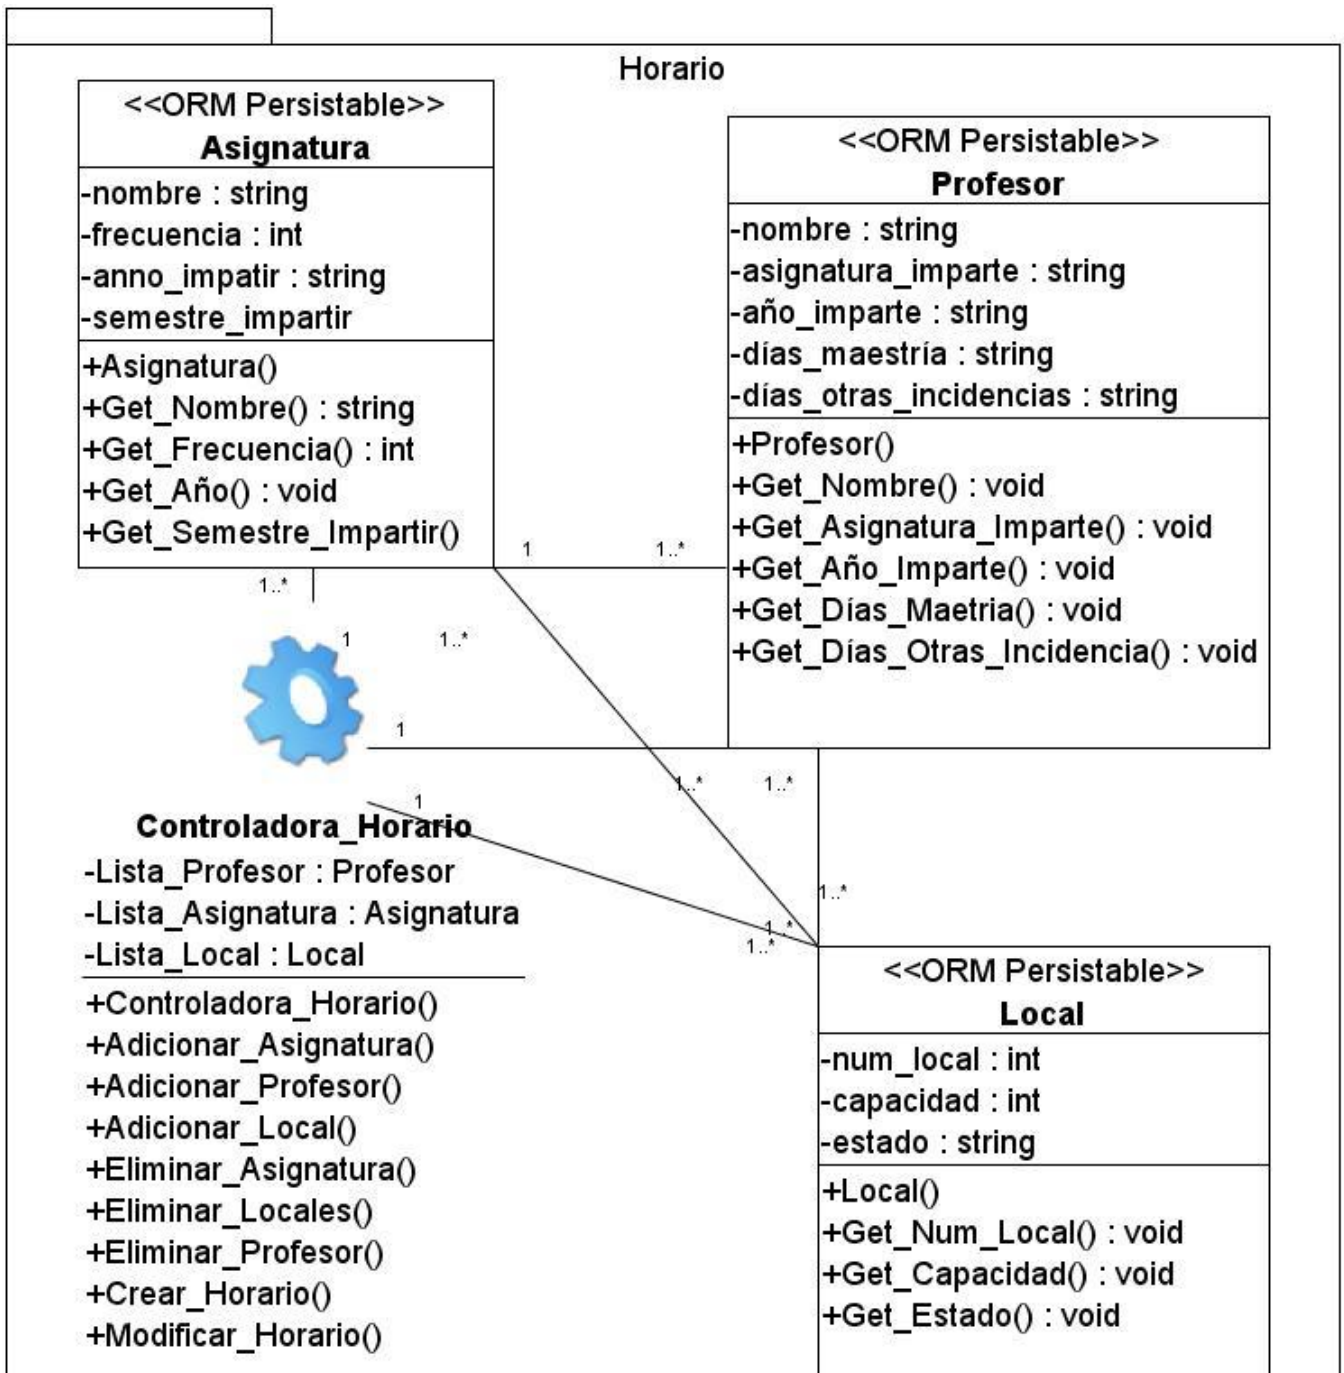 Horario
<<ORM Persistable>>
Asignatura
-nombre : string
-frecuencia : int
-anno_impatir : string
-semestre_impartir
+Asignatura()
+Get_Nombre() : string
+Get_Frecuencia() : int
+Get_Año() : void
+Get_Semestre_Impartir()
<<ORM Persistable>>
Profesor
-nombre : string
-asignatura_imparte : string
-año_imparte : string
-días_maestría : string
-días_otras_incidencias : string
+Profesor()
+Get_Nombre() : void
+Get_Asignatura_Imparte() : void
+Get_Año_Imparte() : void
+Get_Días_Maetria() : void
+Get_Días_Otras_Incidencia() : void
1
1..*
1..*
1
1..*
1
1..*
1..*
1
1..*
1..*
1..*
Controladora_Horario
-Lista_Profesor : Profesor
-Lista_Asignatura : Asignatura
-Lista_Local : Local
+Controladora_Horario()
+Adicionar_Asignatura()
+Adicionar_Profesor()
+Adicionar_Local()
+Eliminar_Asignatura()
+Eliminar_Locales()
+Eliminar_Profesor()
+Crear_Horario()
+Modificar_Horario()
<<ORM Persistable>>
Local
-num_local : int
-capacidad : int
-estado : string
+Local()
+Get_Num_Local() : void
+Get_Capacidad() : void
+Get_Estado() : void